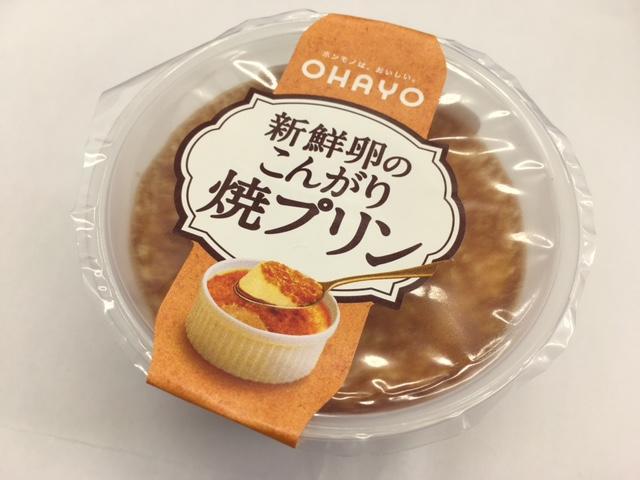 ホンモノは、おいしい。
OHAYO
新鮮卵の
こんがり
焼プリン